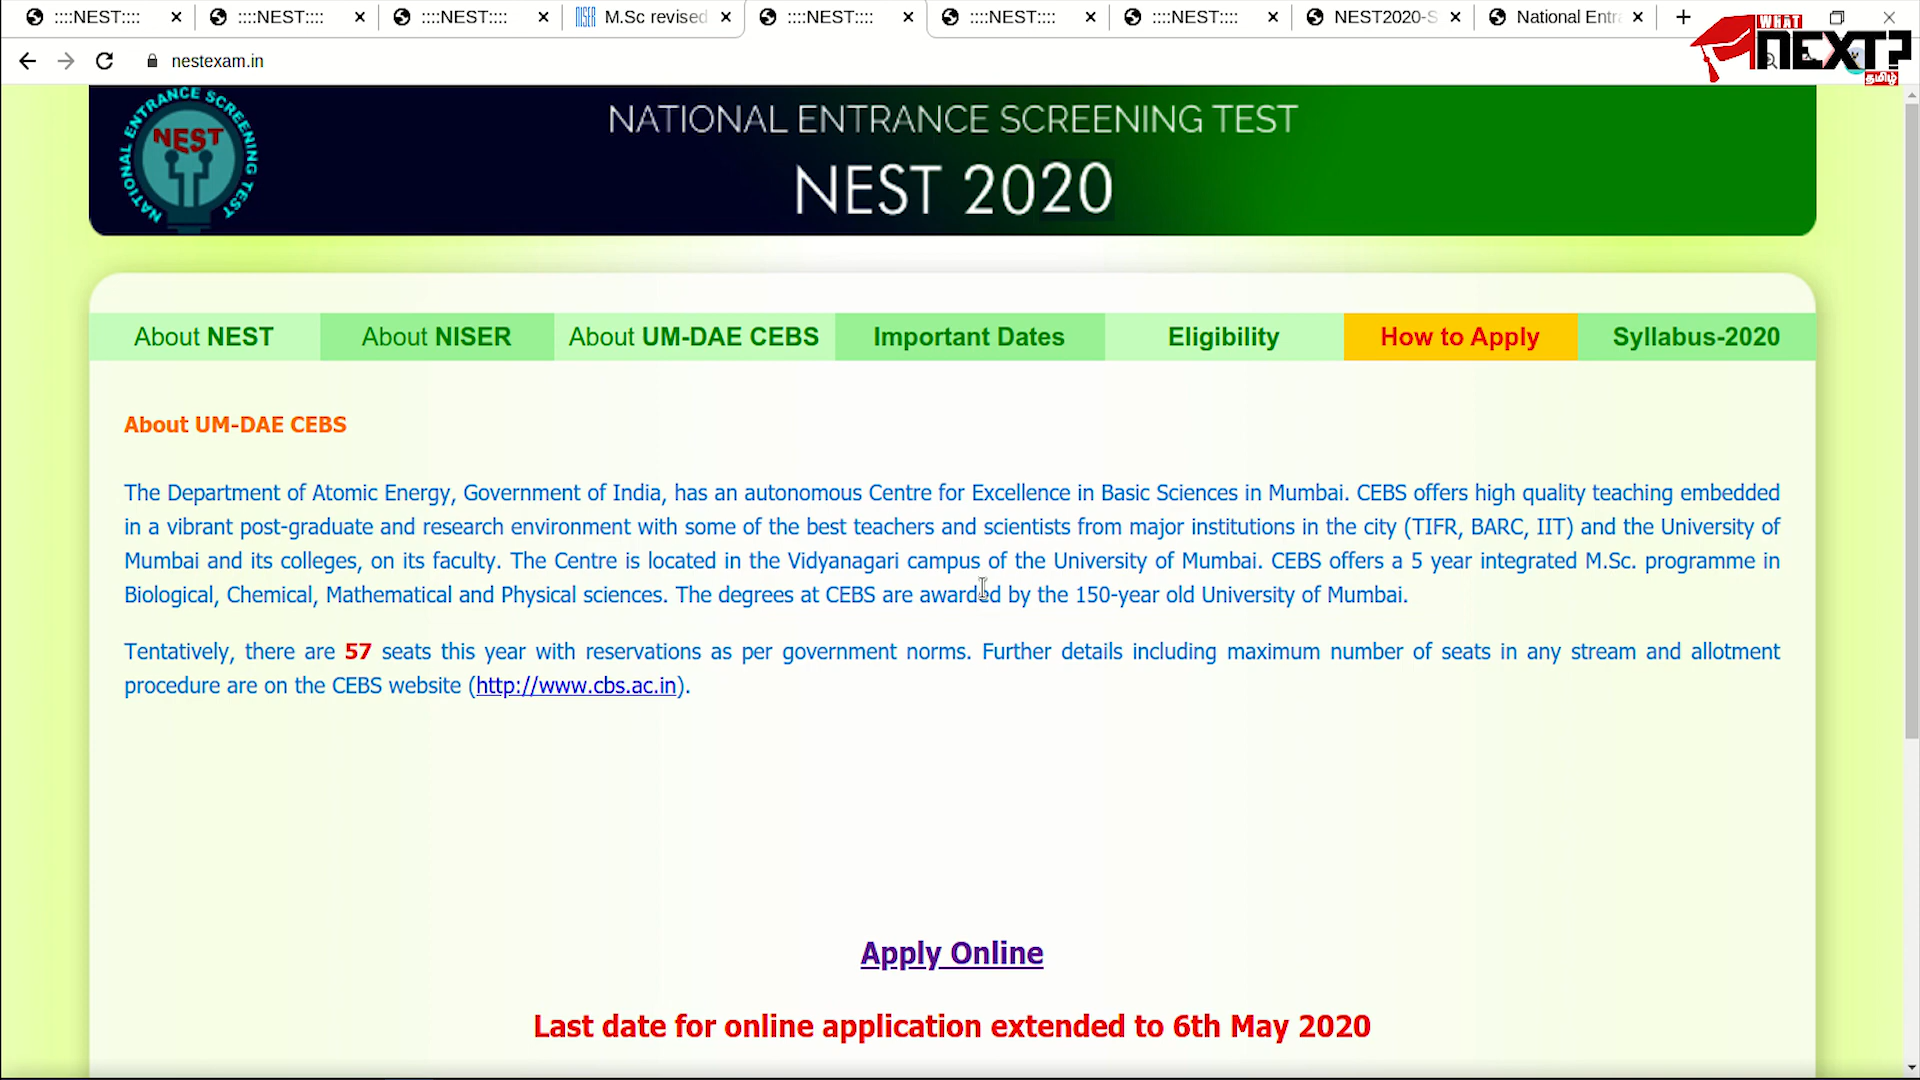 ::::NEST::::
::::NEST::::
::::NEST::::
NISER M.Sc revised
::::NEST::::
::::NEST::::
::::NEST::::
NEST2020-S
National Entr
WHAT
NEXT?
தமிழ்
nestexam.in
NATIONAL ENTRANCE SCREENING TEST
NEST
NATIONAL ENTRANCE SCREENING TEST
NEST 2020
About NEST
About NISER
About UM-DAE CEBS
Important Dates
Eligibility
How to Apply
Syllabus-2020
About UM-DAE CEBS
The Department of Atomic Energy, Government of India, has an autonomous Centre for Excellence in Basic Sciences in Mumbai. CEBS offers high quality teaching embedded
in a vibrant post-graduate and research environment with some of the best teachers and scientists from major institutions in the city (TIFR, BARC, IIT) and the University of
Mumbai and its colleges, on its faculty. The Centre is located in the Vidyanagari campus of the University of Mumbai. CEBS offers a 5 year integrated M.Sc. programme in
Biological, Chemical, Mathematical and Physical sciences. The degrees at CEBS are awarded by the 150-year old University of Mumbai.
Tentatively, there are 57 seats this year with reservations as per government norms. Further details including maximum number of seats in any stream and allotment
procedure are on the CEBS website (http://www.cbs.ac.in).
Apply Online
Last date for online application extended to 6th May 2020